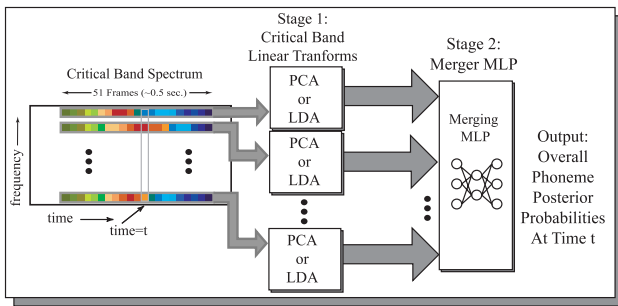 Stage 1:
Critical Band
Linear Tranforms
Stage 2:
Merger MLP
Critical Band Spectrum
51 Frames (~0.5 sec.)
frequency
time
time=t
PCA
or
LDA
PCA
or
LDA
PCA
or
LDA
Merging
MLP
Output:
Overall
Phoneme
Posterior
Probabilities
At Time t